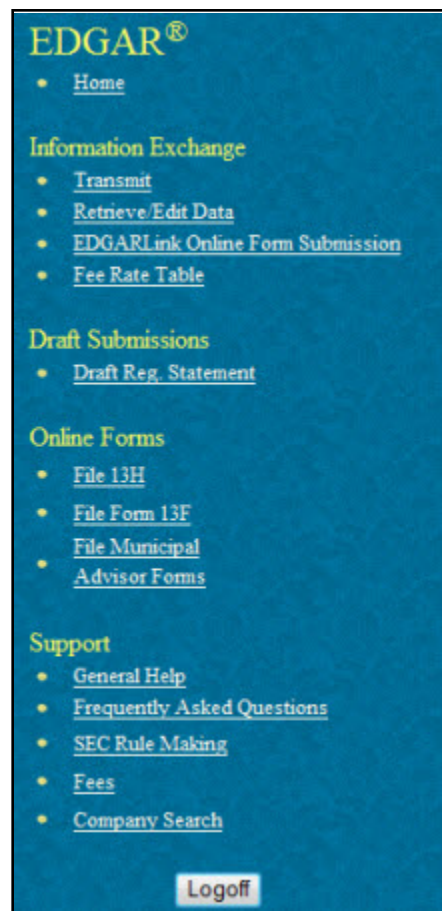 EDGAR®
Home
Information Exchange
Transmit
Retrieve/Edit Data
EDGARLink Online Form Submission
Fee Rate Table
Draft Submissions
Draft Reg. Statement
Online Forms
File 13H
File Form 13F
File Municipal
Advisor Forms
Support
General Help
Frequently Asked Questions
SEC Rule Making
Fees
Company Search
Logoff